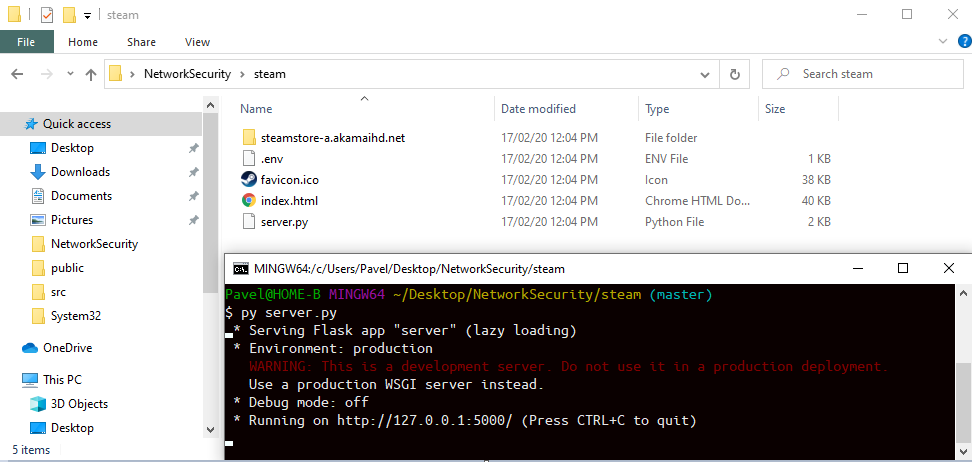 steam
File Home Share View
NetworkSecurity steam Search steam
Name Date modified Type Size
Quick access
Desktop
Downloads
Documents
Pictures
NetworkSecurity
public
src
System32
OneDrive
This PC
3D Objects
Desktop
steamstore-a.akamaihd.net 17/02/20 12:04 PM File folder
.env 17/02/20 12:04 PM ENV File 1 KB
favicon.ico 17/02/20 12:04 PM Icon 38 KB
index.html 17/02/20 12:04 PM Chrome HTML Do... 40 KB
server.py 17/02/20 12:04 PM Python File 2 KB
MINGW64:/c/Users/Pavel/Desktop/NetworkSecurity/steam
Pavel@HOME-B MINGW64 ~/Desktop/NetworkSecurity/steam (master)
$ py server.py
* Serving Flask app "server" (lazy loading)
* Environment: production
WARNING: This is a development server. Do not use it in a production deployment.
Use a production WSGI server instead.
* Debug mode: off
* Running on http://127.0.0.1:5000/ (Press CTRL+C to quit)
5 items